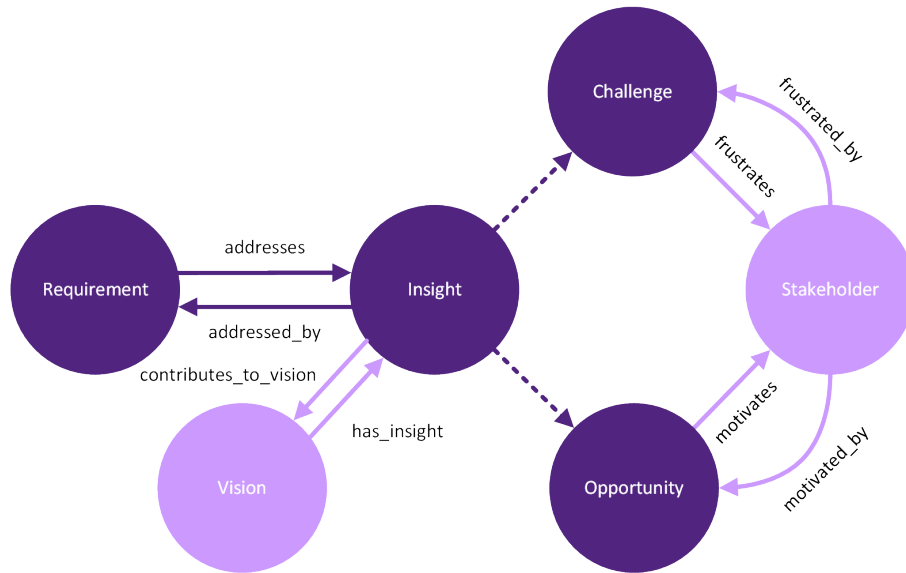 Challenge
frustrated_by
frustrates
addresses
Requirement
Insight
Stakeholder
addressed_by
contributes_to_vision
has_insight
motivates
motivated_by
Vision
Opportunity